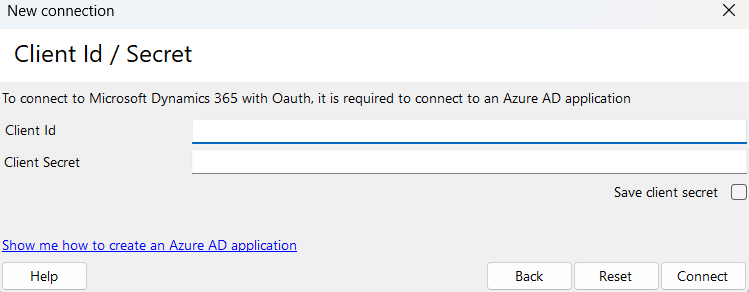 New connection
Client Id / Secret
To connect to Microsoft Dynamics 365 with Oauth, it is required to connect to an Azure AD application
Client Id
Client Secret
Save client secret
Show me how to create an Azure AD application
Help Back Reset Connect